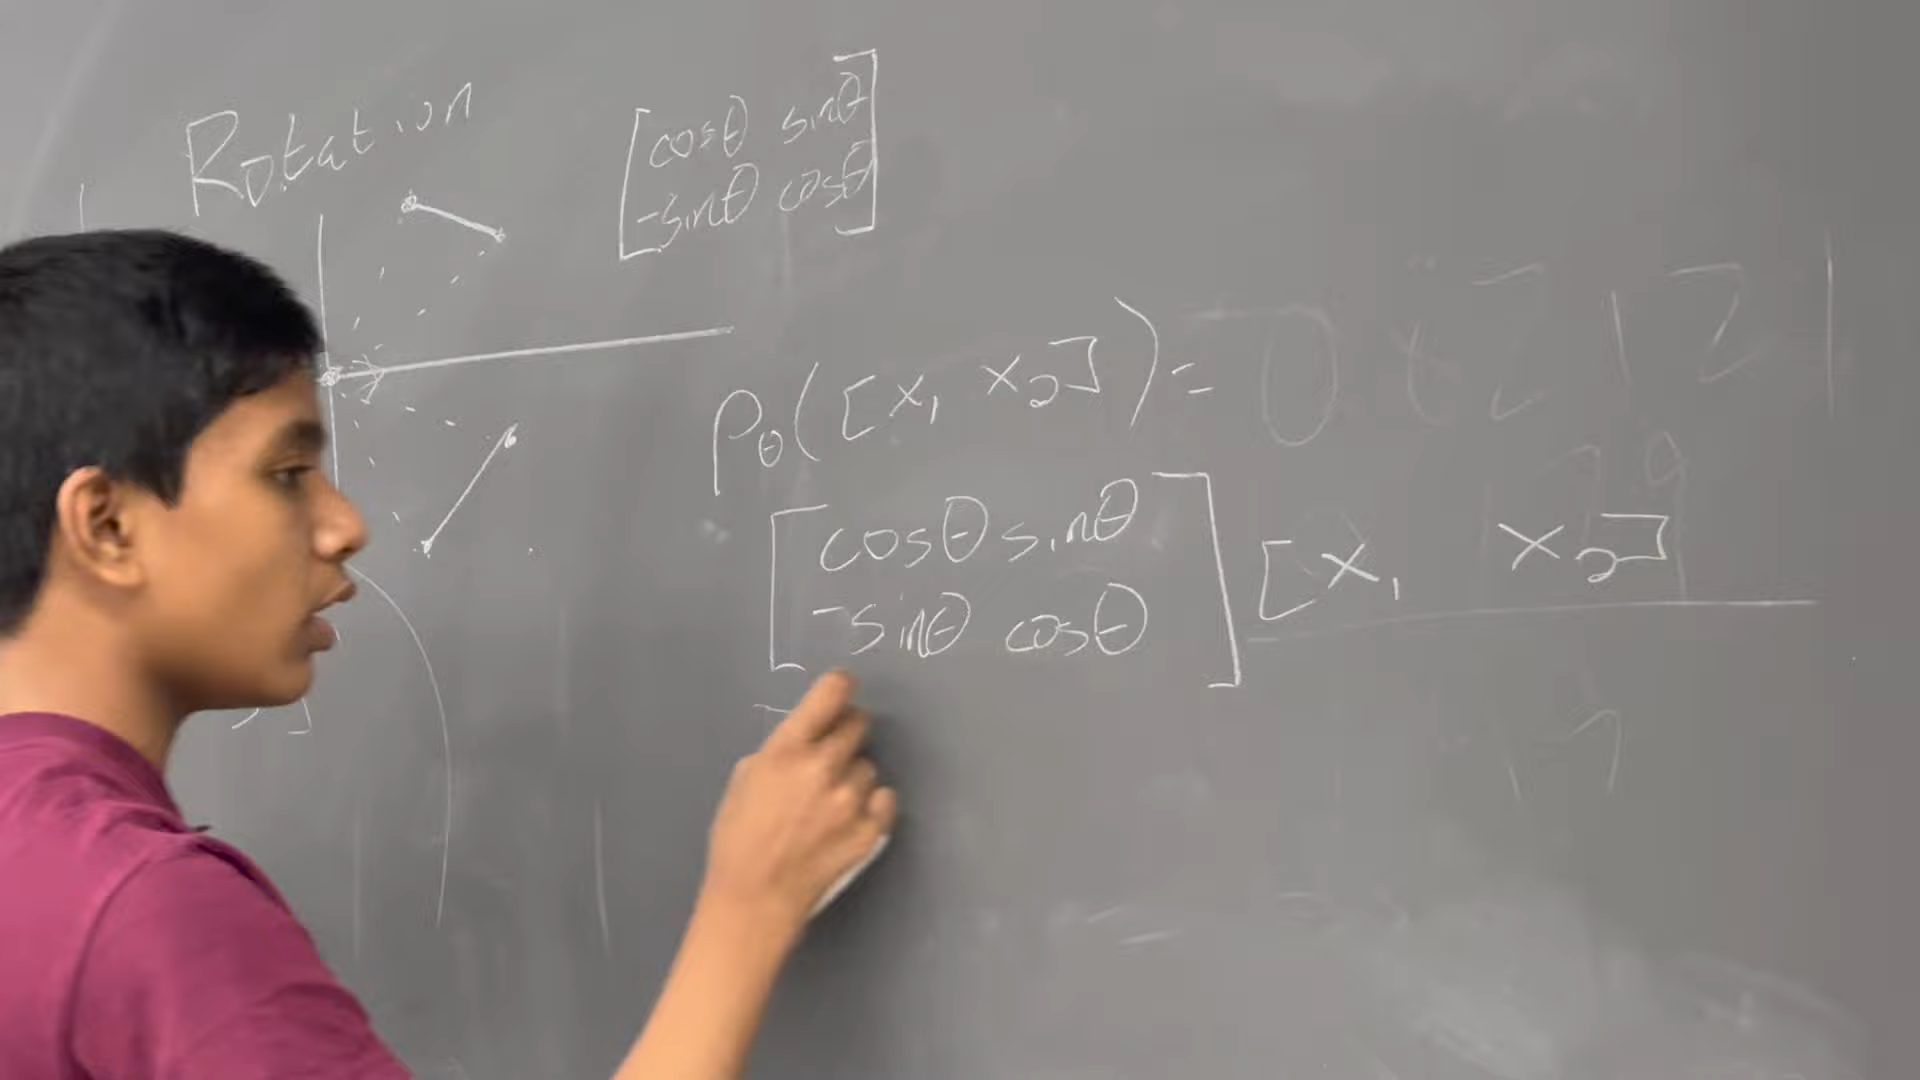 Rotation
[cosθ sinθ
-sinθ cosθ]
ρθ([x₁ x₂]) =
[cosθ sinθ
-sinθ cosθ] [x₁ x₂]
=